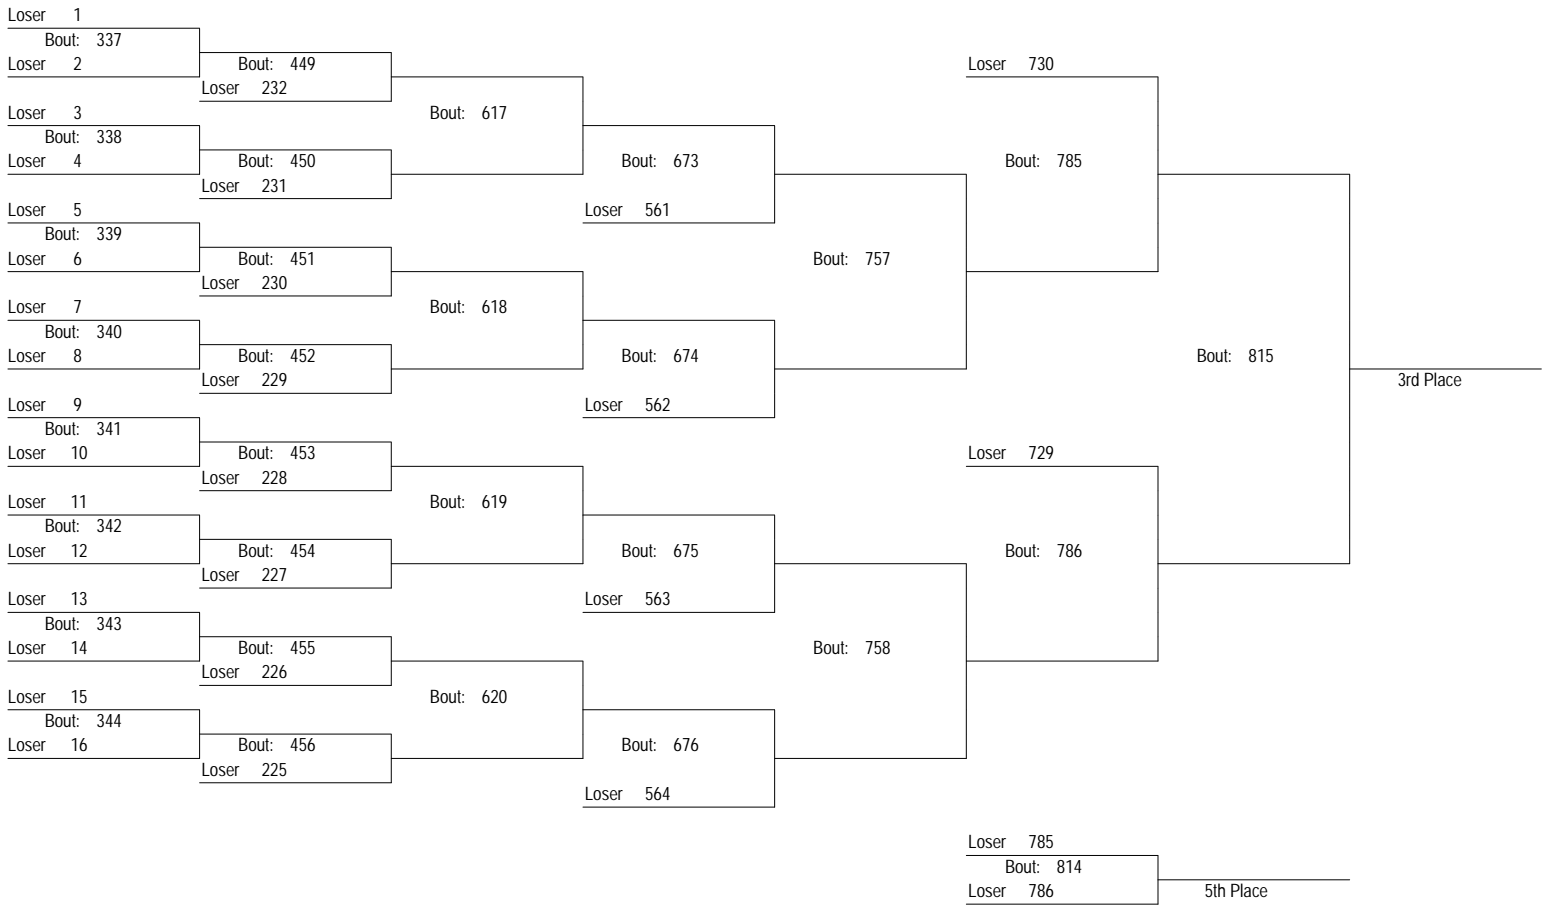 Loser 1
Bout: 337
Loser 2
Bout: 449
Loser 730
Loser 232
Loser 3
Bout: 617
Bout: 338
Loser 4
Bout: 450
Bout: 673
Bout: 785
Loser 231
Loser 5
Loser 561
Bout: 339
Loser 6
Bout: 451
Bout: 757
Loser 230
Loser 7
Bout: 618
Bout: 340
Loser 8
Bout: 452
Bout: 674
Bout: 815
Loser 229
3rd Place
Loser 9
Loser 562
Bout: 341
Loser 10
Bout: 453
Loser 729
Loser 228
Loser 11
Bout: 619
Bout: 342
Loser 12
Bout: 454
Bout: 675
Bout: 786
Loser 227
Loser 13
Loser 563
Bout: 343
Loser 14
Bout: 455
Bout: 758
Loser 226
Loser 15
Bout: 620
Bout: 344
Loser 16
Bout: 456
Bout: 676
Loser 225
Loser 564
Loser 785
Bout: 814
Loser 786
5th Place